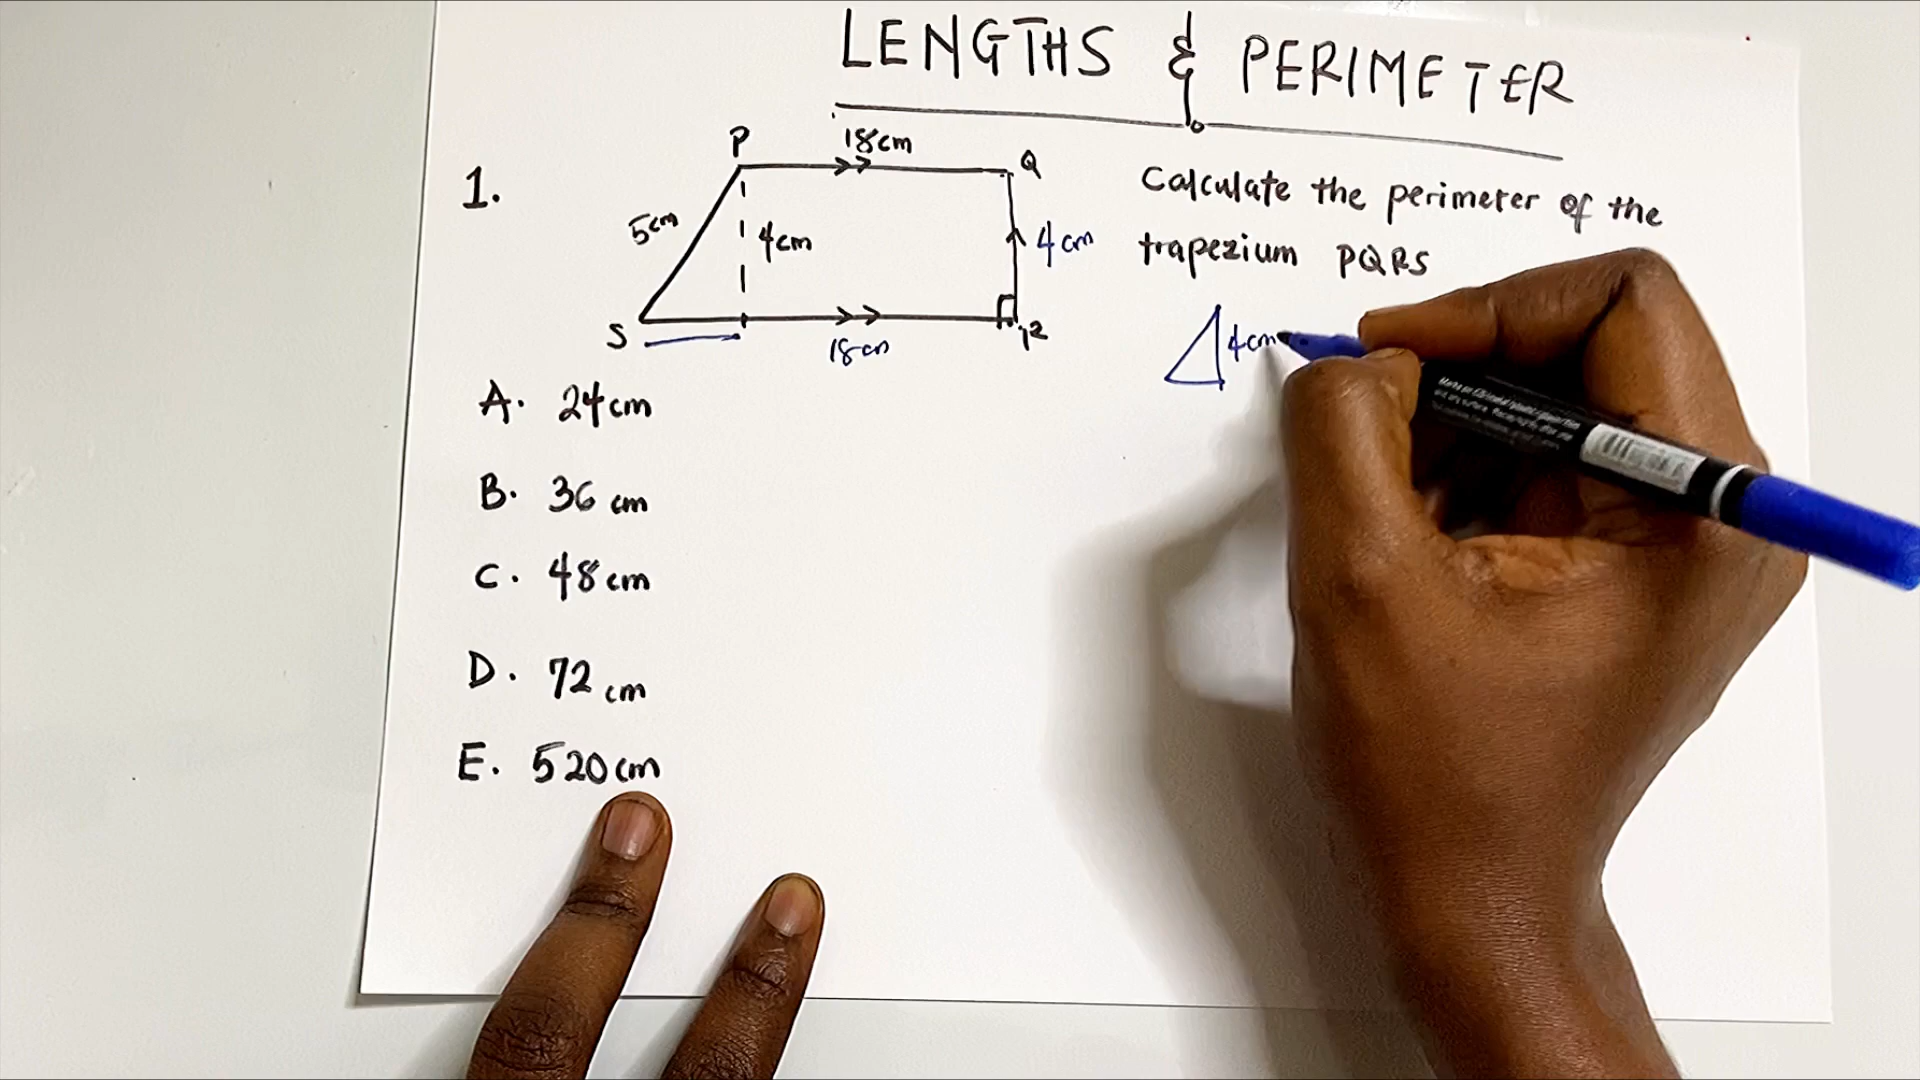 LENGTHS & PERIMETER
1.
P
18cm
Q
5cm
4cm
4cm
S
18cm
R
Calculate the perimeter of the
trapezium PQRS
4cm
A. 24cm
B. 36 cm
C. 48cm
D. 72 cm
E. 520cm